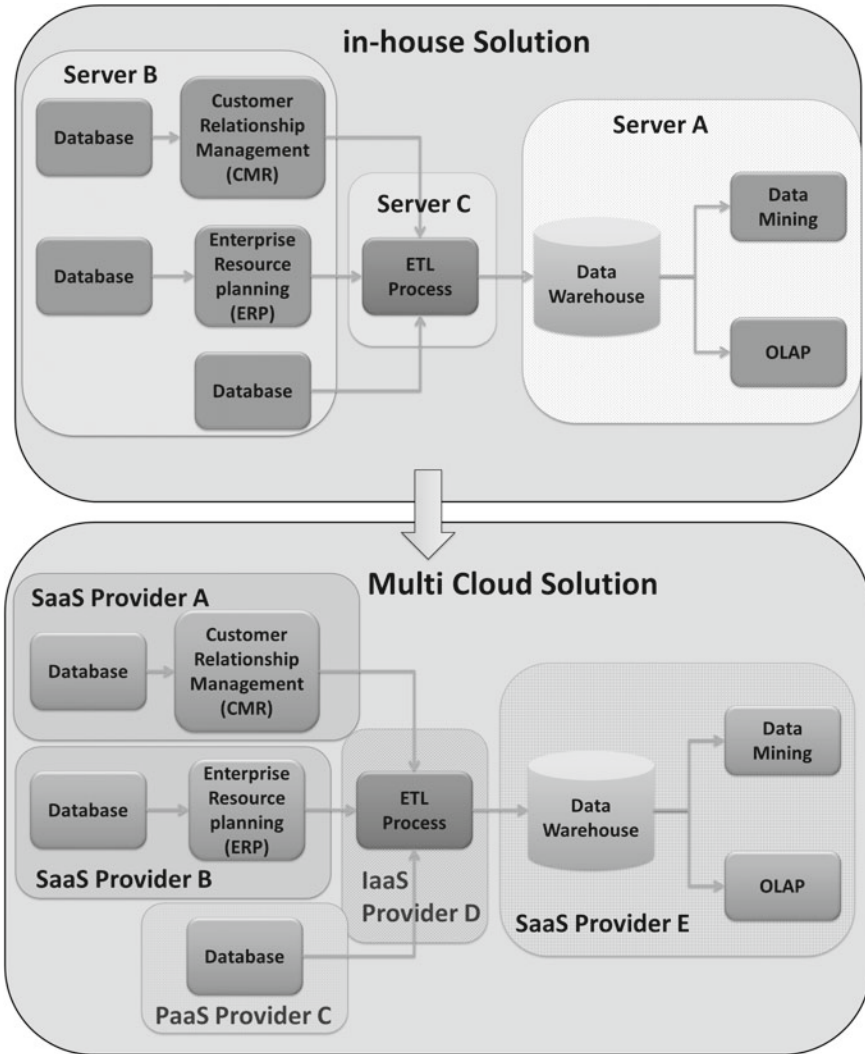 in-house Solution
Server B
Database
Customer
Relationship
Management
(CMR)
Database
Enterprise
Resource
planning
(ERP)
Database
Server C
ETL
Process
Server A
Data
Warehouse
Data
Mining
OLAP
Multi Cloud Solution
SaaS Provider A
Database
Customer
Relationship
Management
(CMR)
Database
Enterprise
Resource
planning
(ERP)
SaaS Provider B
Database
PaaS Provider C
ETL
Process
IaaS
Provider D
Data
Warehouse
Data
Mining
OLAP
SaaS Provider E